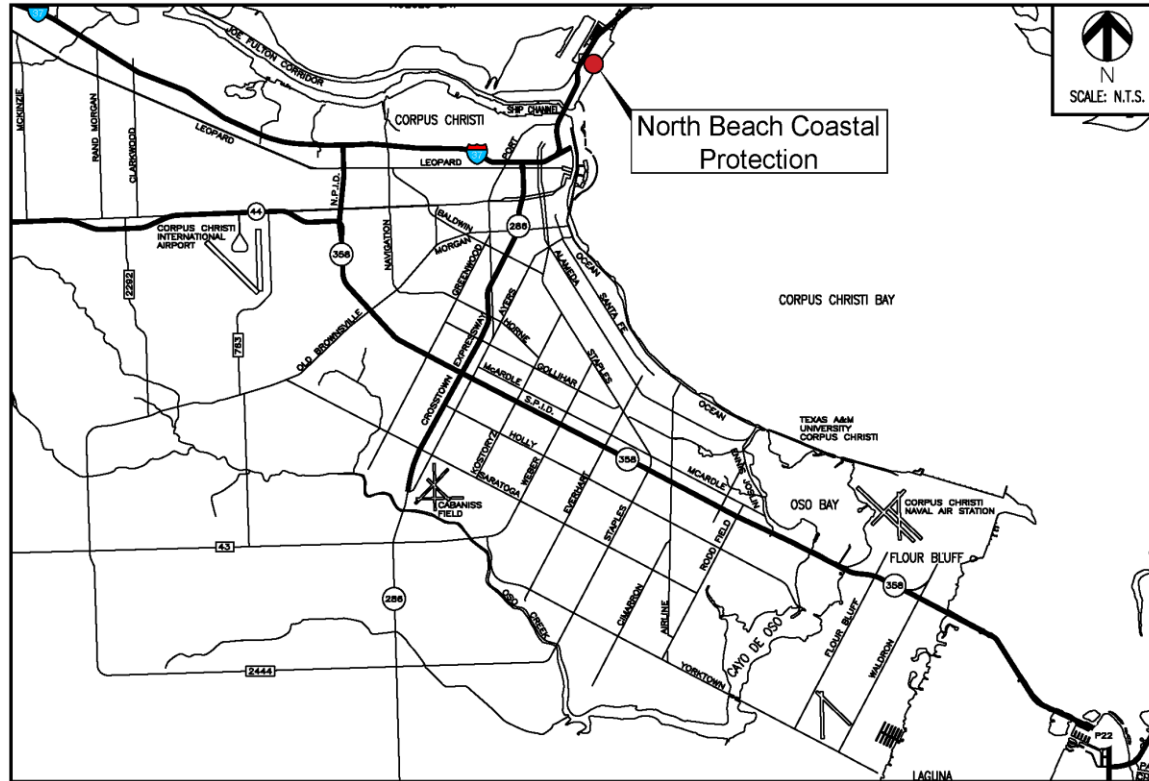 37
JOE FULTON CORRIDOR
N
SCALE: N.T.S.
MCKINZIE
RAND MORGAN
CLARKWOOD
LEOPARD
CORPUS CHRISTI
SHIP CHANNEL
PORT
North Beach Coastal
Protection
37
LEOPARD
N.P.I.D.
NAVIGATION
44
CORPUS CHRISTI
INTERNATIONAL
AIRPORT
358
BALDWIN
MORGAN
GREENWOOD
286
ALAMEDA
OCEAN
SANTA FE
2292
763
OLD BROWNSVILLE
CROSSTOWN
EXPRESSWAY
AYERS
HORNE
GOLLIHAR
STAPLES
McARDLE
S.P.I.D.
CORPUS CHRISTI BAY
OCEAN
TEXAS A&M
UNIVERSITY
CORPUS CHRISTI
KOSTORYZ
HOLLY
WEBER
SARATOGA
EVERHART
STAPLES
358
MCARDLE
ENNIS JOSLIN
OSO BAY
CORPUS CHRISTI
NAVAL AIR STATION
CABANISS
FIELD
RODD FIELD
FLOUR BLUFF
43
286
OSO
CREEK
CIMARRON
AIRLINE
CAYO DE OSO
358
FLOUR BLUFF
WALDRON
2444
YORKTOWN
P22
LAGUNA